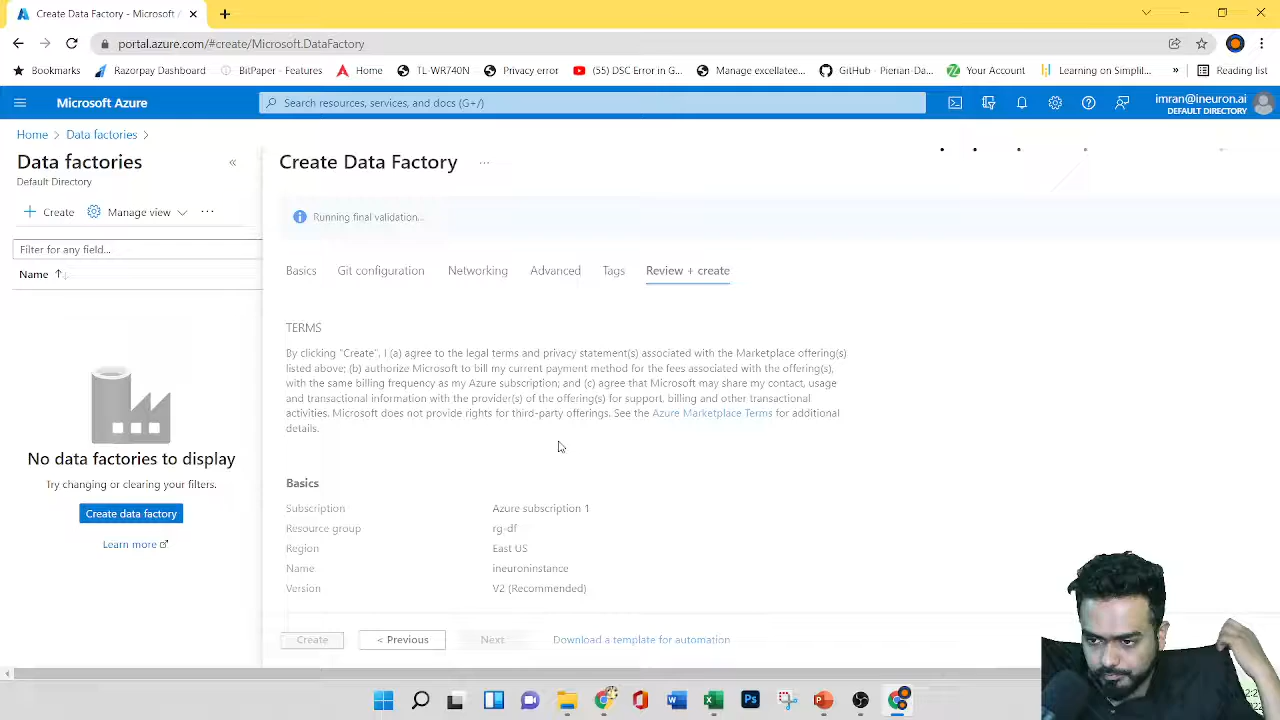 Create Data Factory - Microsoft A
portal.azure.com/#create/Microsoft.DataFactory
Bookmarks
Razorpay Dashboard
BitPaper - Features
Home
TL-WR740N
Privacy error
(55) DSC Error in G...
Manage excellstee...
GitHub - Pierian-Da...
Your Account
Learning on Simplil...
»
Reading list
Microsoft Azure
Search resources, services, and docs (G+/)
imran@ineuron.ai
DEFAULT DIRECTORY
Home > Data factories >
Data factories
«
Default Directory
+ Create
Manage view
...
Filter for any field...
Name ↑↓
No data factories to display
Try changing or clearing your filters.
Create data factory
Learn more
Create Data Factory
...
Running final validation...
Basics
Git configuration
Networking
Advanced
Tags
Review + create
TERMS
By clicking "Create", I (a) agree to the legal terms and privacy statement(s) associated with the Marketplace offering(s)
listed above; (b) authorize Microsoft to bill my current payment method for the fees associated with the offering(s),
with the same billing frequency as my Azure subscription; and (c) agree that Microsoft may share my contact, usage
and transactional information with the provider(s) of the offering(s) for support, billing and other transactional
activities. Microsoft does not provide rights for third-party offerings. See the Azure Marketplace Terms for additional
details.
Basics
Subscription Azure subscription 1
Resource group rg-df
Region East US
Name ineuroninstance
Version V2 (Recommended)
Create
< Previous
Next
Download a template for automation